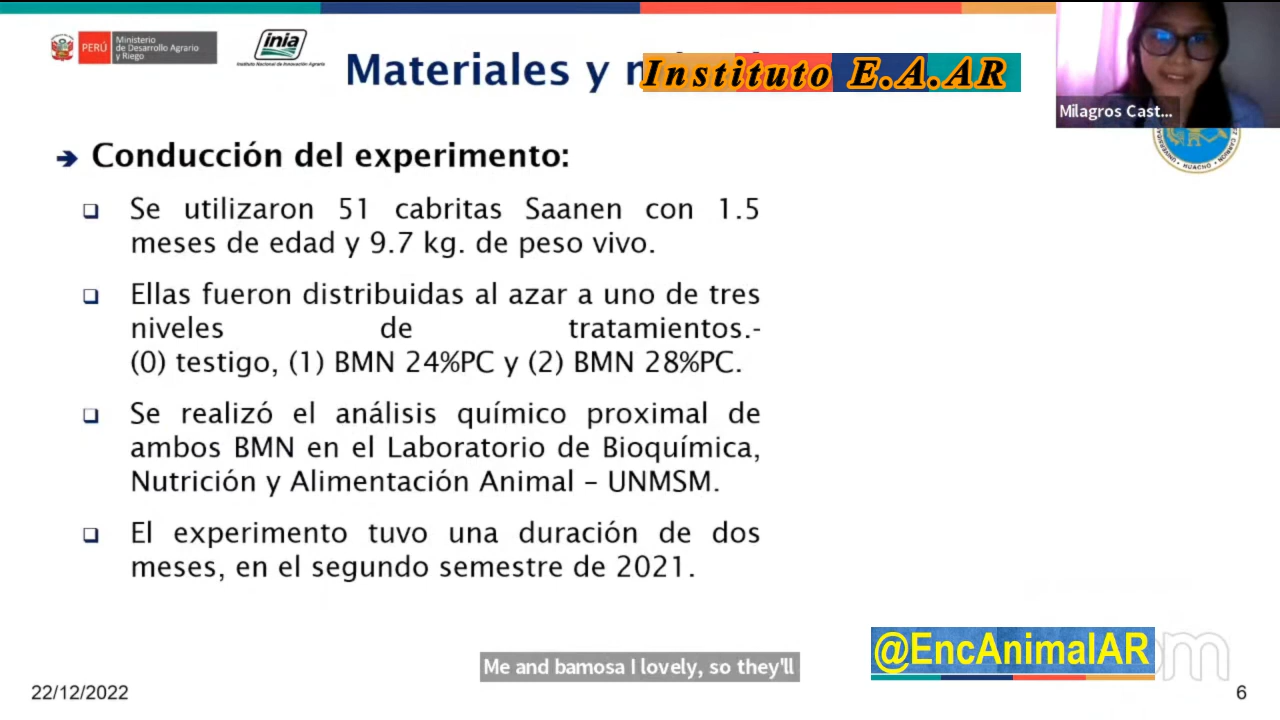 PERÚ
Ministerio
de Desarrollo Agrario
y Riego
inia
Instituto Nacional de Innovación Agraria
Materiales y
Instituto E.A.AR
Milagros Cast...
HUACHO
➔ Conducción del experimento:
❑ Se utilizaron 51 cabritas Saanen con 1.5
meses de edad y 9.7 kg. de peso vivo.
❑ Ellas fueron distribuidas al azar a uno de tres
niveles de tratamientos.-
(0) testigo, (1) BMN 24%PC y (2) BMN 28%PC.
❑ Se realizó el análisis químico proximal de
ambos BMN en el Laboratorio de Bioquímica,
Nutrición y Alimentación Animal – UNMSM.
❑ El experimento tuvo una duración de dos
meses, en el segundo semestre de 2021.
@EncAnimalAR
Me and bamosa I lovely, so they'll
22/12/2022
6